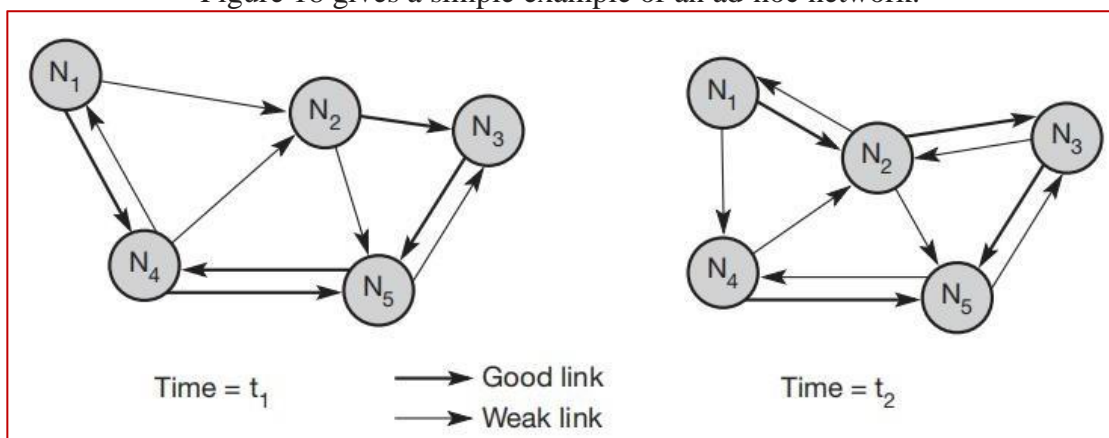 Figure 18 gives a simple example of an ad-hoc network.
N₁
N₂
N₃
N₄
N₅
N₁
N₂
N₃
N₄
N₅
Time = t₁
Good link
Weak link
Time = t₂